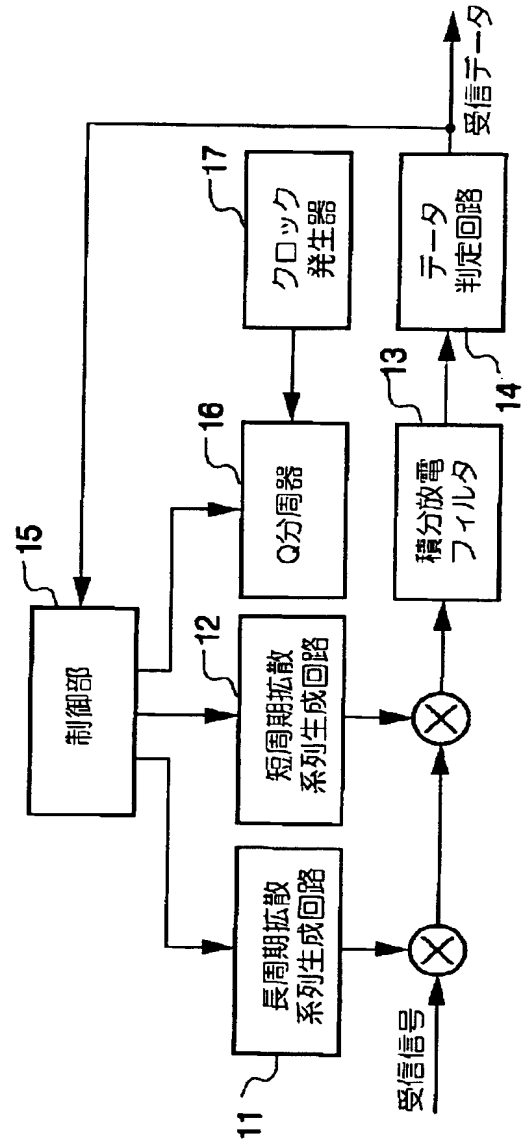 15
制御部
11
長周期拡散
系列生成回路
12
短周期拡散
系列生成回路
16
Q分周器
17
クロック
発生器
受信信号
13
積分放電
フィルタ
14
データ
判定回路
受信データ